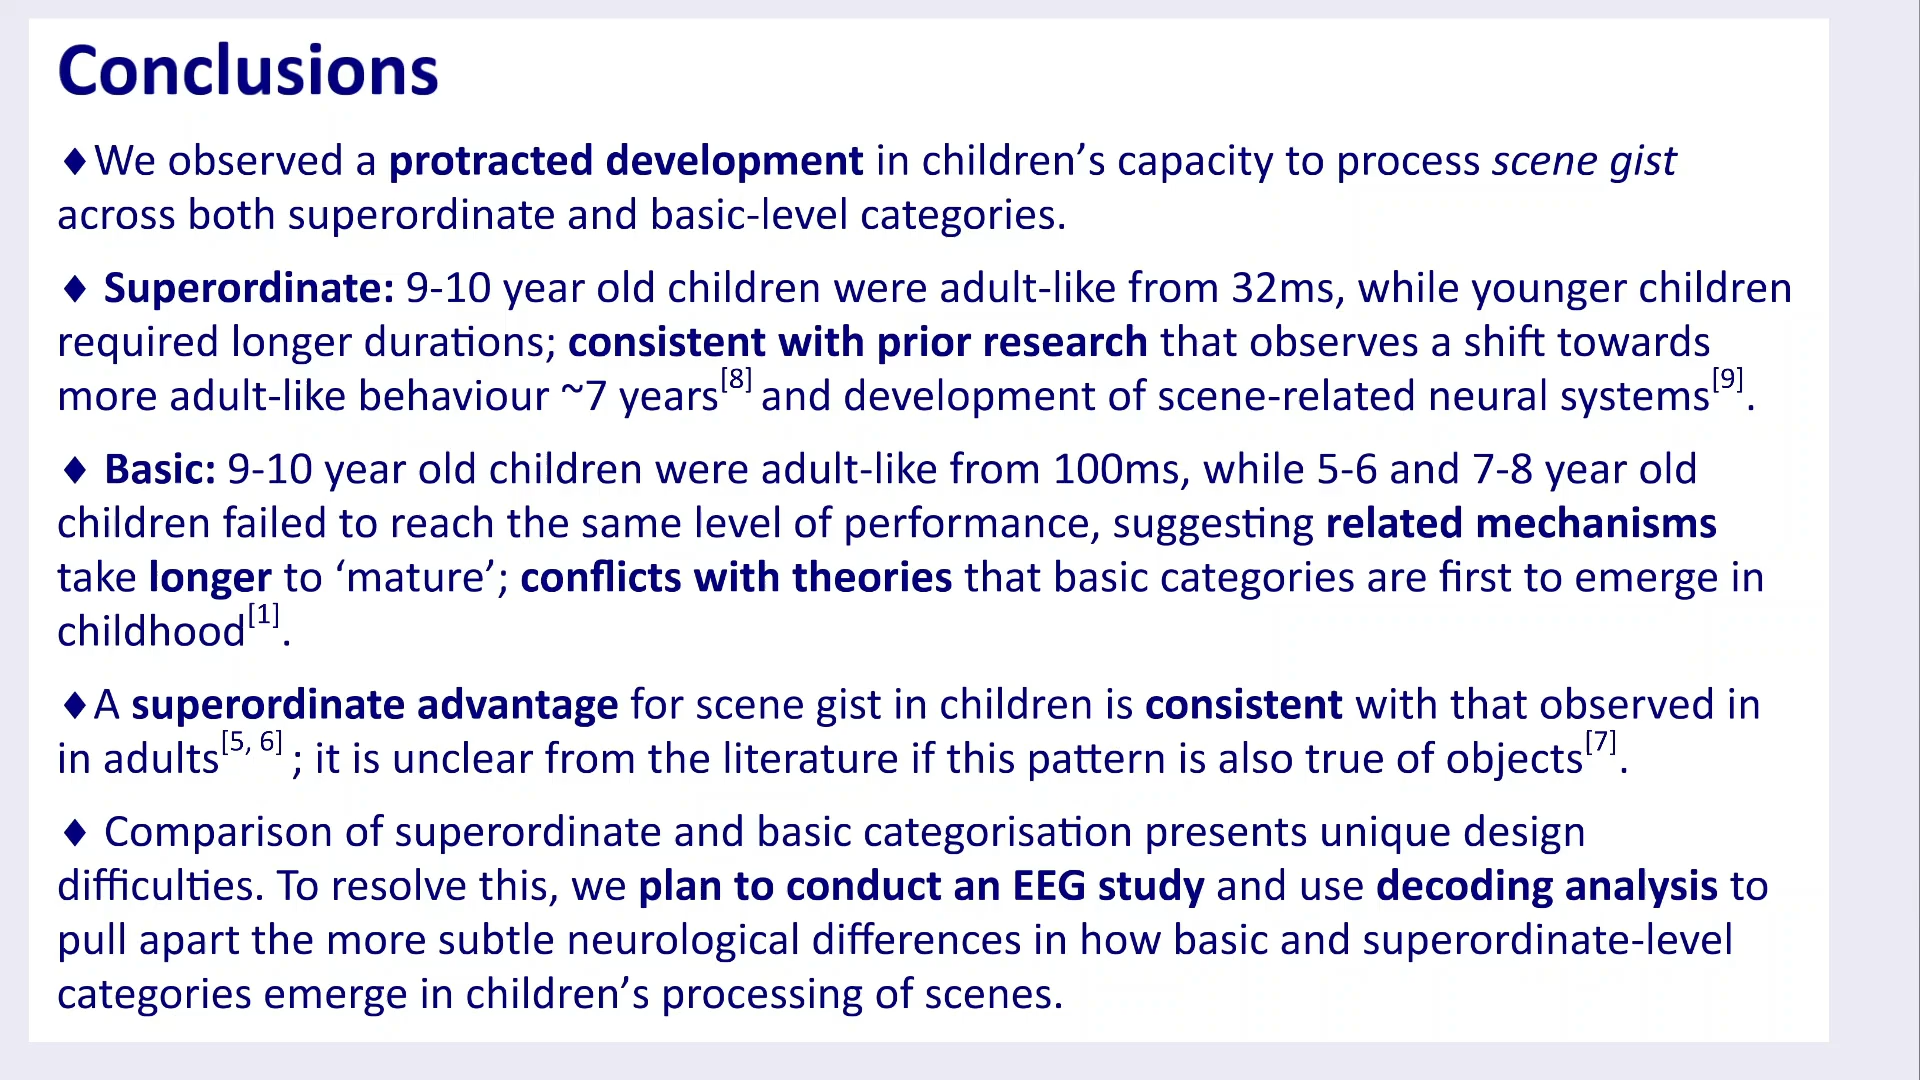 Conclusions
♦We observed a protracted development in children’s capacity to process scene gist
across both superordinate and basic-level categories.
♦ Superordinate: 9-10 year old children were adult-like from 32ms, while younger children
required longer durations; consistent with prior research that observes a shift towards
more adult-like behaviour ~7 years[8] and development of scene-related neural systems[9].
♦ Basic: 9-10 year old children were adult-like from 100ms, while 5-6 and 7-8 year old
children failed to reach the same level of performance, suggesting related mechanisms
take longer to ‘mature’; conflicts with theories that basic categories are first to emerge in
childhood[1].
♦A superordinate advantage for scene gist in children is consistent with that observed in
in adults[5, 6] ; it is unclear from the literature if this pattern is also true of objects[7].
♦ Comparison of superordinate and basic categorisation presents unique design
difficulties. To resolve this, we plan to conduct an EEG study and use decoding analysis to
pull apart the more subtle neurological differences in how basic and superordinate-level
categories emerge in children’s processing of scenes.